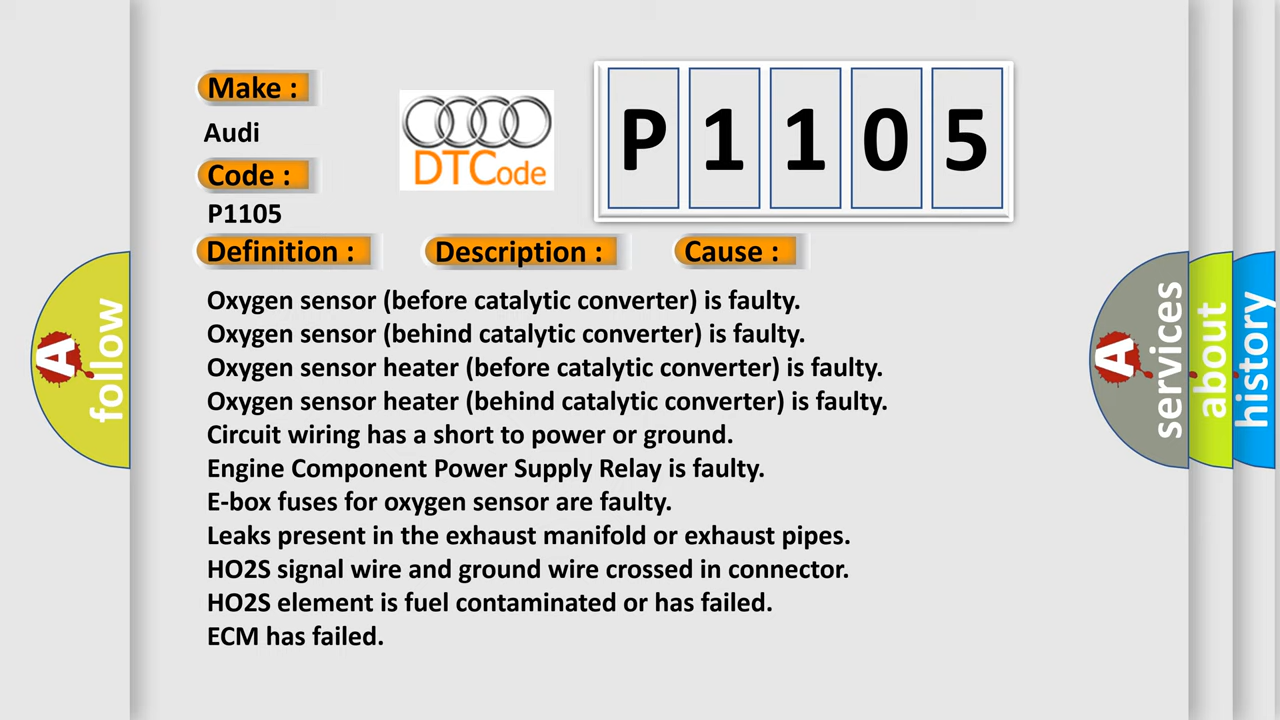 Make :
Audi
Code :
P1105
DTCode
P 1 1 0 5
Definition : Description : Cause :
Oxygen sensor (before catalytic converter) is faulty.
Oxygen sensor (behind catalytic converter) is faulty.
Oxygen sensor heater (before catalytic converter) is faulty.
Oxygen sensor heater (behind catalytic converter) is faulty.
Circuit wiring has a short to power or ground.
Engine Component Power Supply Relay is faulty.
E-box fuses for oxygen sensor are faulty.
Leaks present in the exhaust manifold or exhaust pipes.
HO2S signal wire and ground wire crossed in connector.
HO2S element is fuel contaminated or has failed.
ECM has failed.
A
follow
A
services
about
history